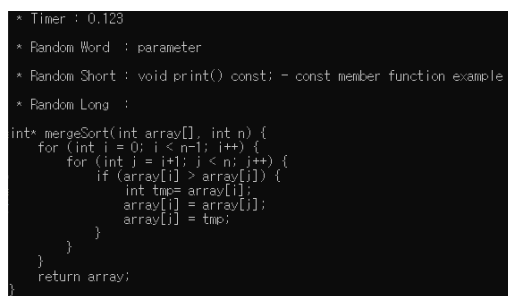 * Timer : 0.123
* Random Word  : parameter
* Random Short : void print() const; - const member function example
* Random Long  :
int* mergeSort(int array[], int n) {
    for (int i = 0; i < n-1; i++) {
        for (int j = i+1; j < n; j++) {
            if (array[i] > array[j]) {
                int tmp= array[i];
                array[i] = array[j];
                array[j] = tmp;
            }
        }
    }
    return array;
}